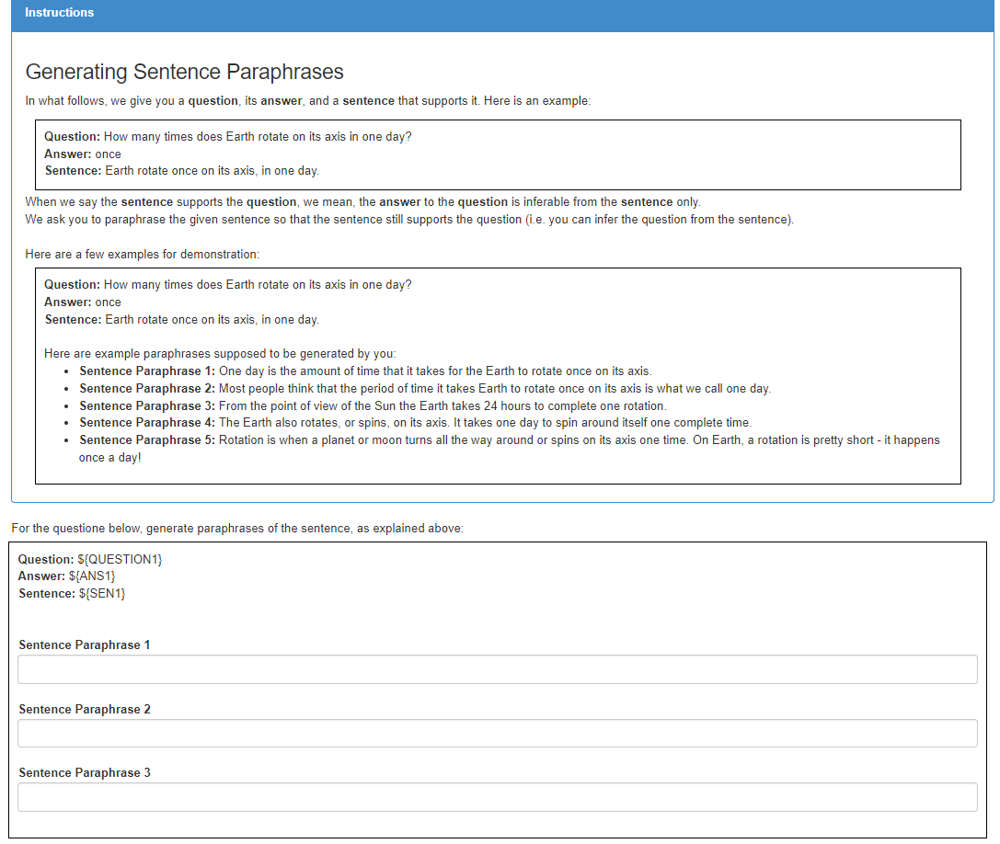 Instructions
Generating Sentence Paraphrases
In what follows, we give you a question, its answer, and a sentence that supports it. Here is an example:
Question: How many times does Earth rotate on its axis in one day?
Answer: once
Sentence: Earth rotate once on its axis, in one day.
When we say the sentence supports the question, we mean, the answer to the question is inferable from the sentence only.
We ask you to paraphrase the given sentence so that the sentence still supports the question (i.e. you can infer the question from the sentence).
Here are a few examples for demonstration:
Question: How many times does Earth rotate on its axis in one day?
Answer: once
Sentence: Earth rotate once on its axis, in one day.
Here are example paraphrases supposed to be generated by you:
• Sentence Paraphrase 1: One day is the amount of time that it takes for the Earth to rotate once on its axis.
• Sentence Paraphrase 2: Most people think that the period of time it takes Earth to rotate once on its axis is what we call one day.
• Sentence Paraphrase 3: From the point of view of the Sun the Earth takes 24 hours to complete one rotation.
• Sentence Paraphrase 4: The Earth also rotates, or spins, on its axis. It takes one day to spin around itself one complete time.
• Sentence Paraphrase 5: Rotation is when a planet or moon turns all the way around or spins on its axis one time. On Earth, a rotation is pretty short - it happens
once a day!
For the questione below, generate paraphrases of the sentence, as explained above:
Question: ${QUESTION1}
Answer: ${ANS1}
Sentence: ${SEN1}
Sentence Paraphrase 1
Sentence Paraphrase 2
Sentence Paraphrase 3